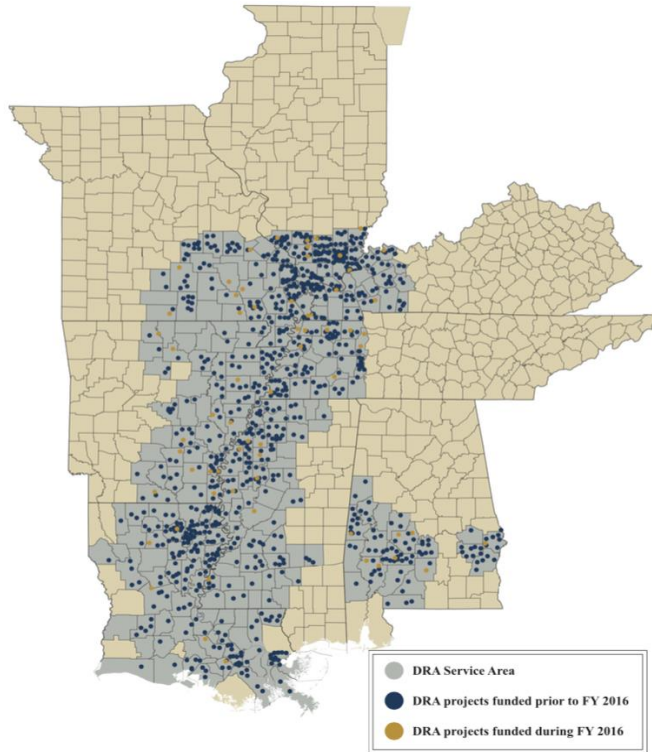 DRA Service Area
DRA projects funded prior to FY 2016
DRA projects funded during FY 2016